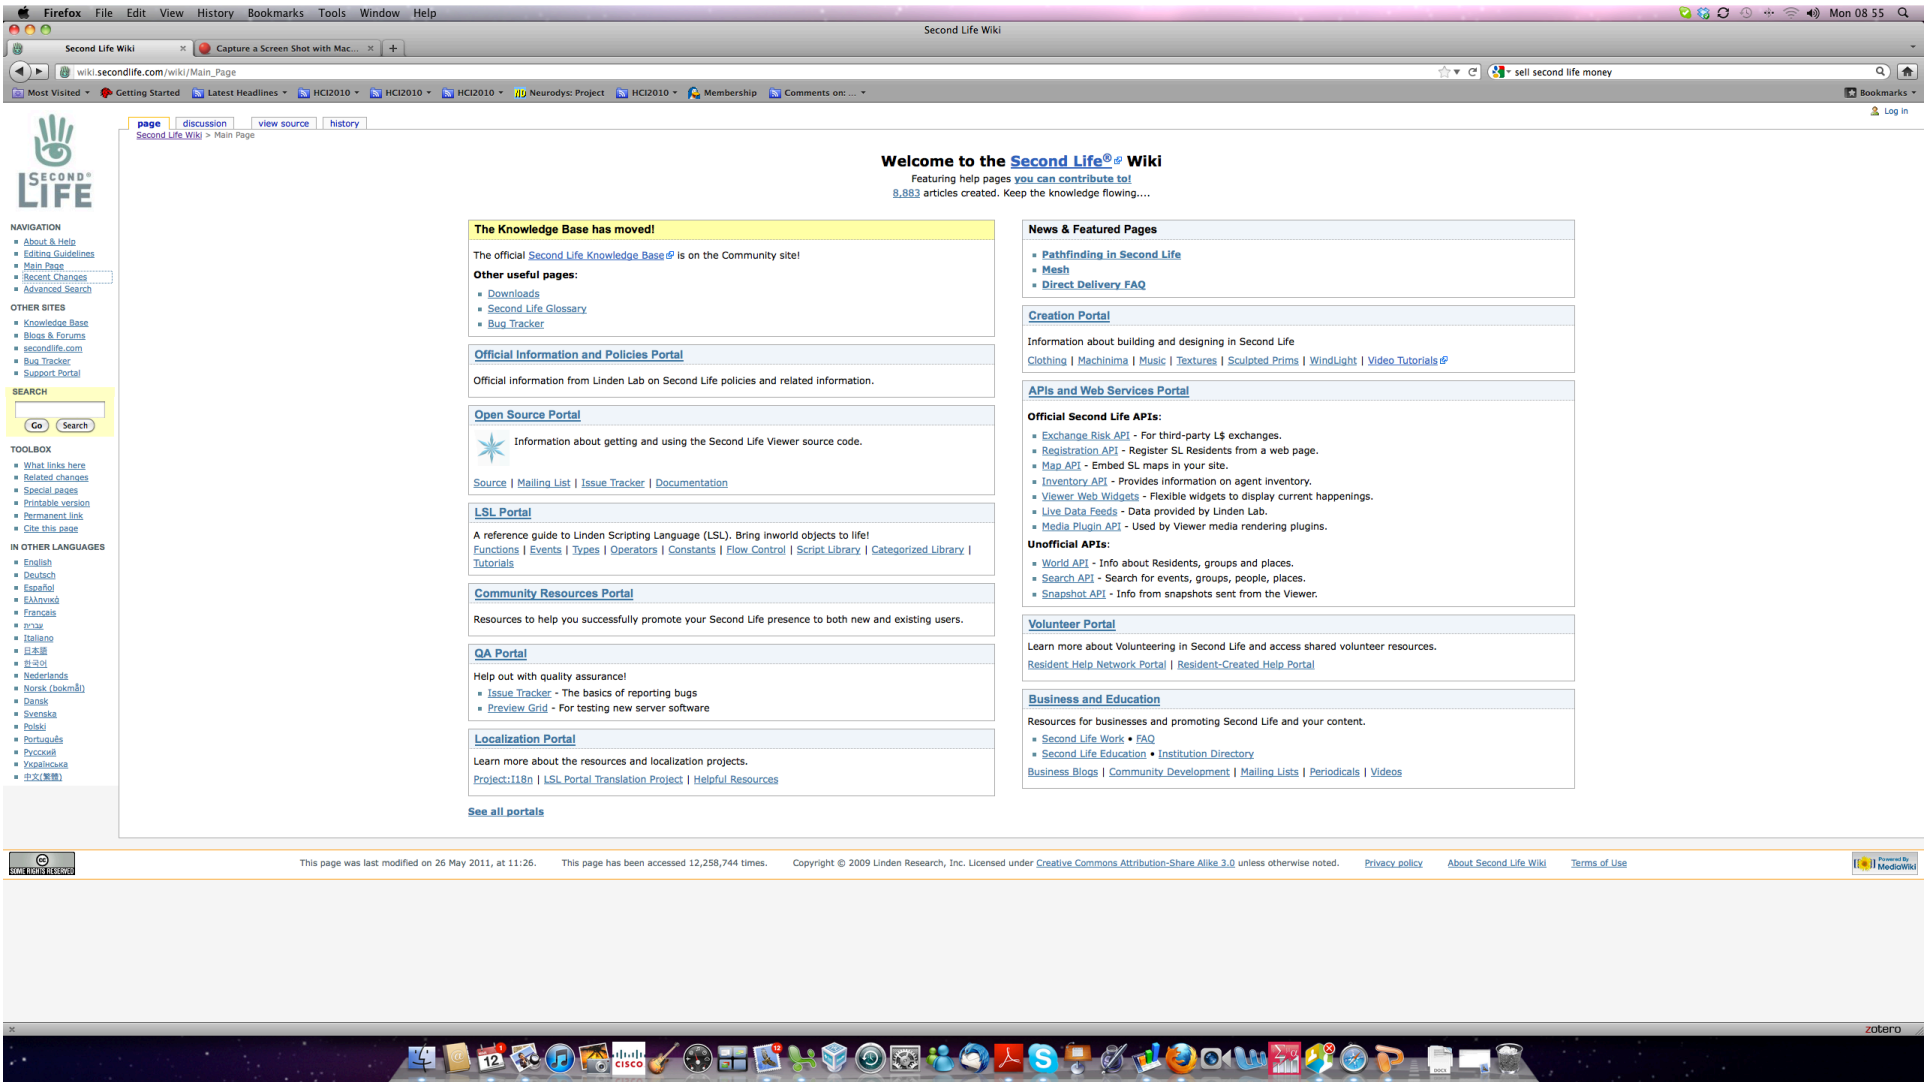 Firefox File Edit View History Bookmarks Tools Window Help
Mon 08 55
Second Life Wiki
Second Life Wiki
Capture a Screen Shot with Mac...
wiki.secondlife.com/wiki/Main_Page
sell second life money
Most Visited Getting Started Latest Headlines HCI2010 HCI2010 HCI2010 Neurodys: Project HCI2010 Membership Comments on: ...
Bookmarks
Log in
page discussion view source history
Second Life Wiki > Main Page
SECOND®
LIFE
NAVIGATION
About & Help
Editing Guidelines
Main Page
Recent Changes
Advanced Search
OTHER SITES
Knowledge Base
Blogs & Forums
secondlife.com
Bug Tracker
Support Portal
SEARCH
Go Search
TOOLBOX
What links here
Related changes
Special pages
Printable version
Permanent link
Cite this page
IN OTHER LANGUAGES
English
Deutsch
Español
Ελληνικά
Français
עברית
Italiano
日本語
한국어
Nederlands
Norsk (bokmål)
Dansk
Svenska
Polski
Português
Русский
Українська
中文(繁體)
Welcome to the Second Life® Wiki
Featuring help pages you can contribute to!
8,883 articles created. Keep the knowledge flowing....
The Knowledge Base has moved!
The official Second Life Knowledge Base is on the Community site!
Other useful pages:
Downloads
Second Life Glossary
Bug Tracker
Official Information and Policies Portal
Official information from Linden Lab on Second Life policies and related information.
Open Source Portal
Information about getting and using the Second Life Viewer source code.
Source | Mailing List | Issue Tracker | Documentation
LSL Portal
A reference guide to Linden Scripting Language (LSL). Bring inworld objects to life!
Functions | Events | Types | Operators | Constants | Flow Control | Script Library | Categorized Library |
Tutorials
Community Resources Portal
Resources to help you successfully promote your Second Life presence to both new and existing users.
QA Portal
Help out with quality assurance!
Issue Tracker - The basics of reporting bugs
Preview Grid - For testing new server software
Localization Portal
Learn more about the resources and localization projects.
Project:I18n | LSL Portal Translation Project | Helpful Resources
See all portals
News & Featured Pages
Pathfinding in Second Life
Mesh
Direct Delivery FAQ
Creation Portal
Information about building and designing in Second Life
Clothing | Machinima | Music | Textures | Sculpted Prims | WindLight | Video Tutorials
APIs and Web Services Portal
Official Second Life APIs:
Exchange Risk API - For third-party L$ exchanges.
Registration API - Register SL Residents from a web page.
Map API - Embed SL maps in your site.
Inventory API - Provides information on agent inventory.
Viewer Web Widgets - Flexible widgets to display current happenings.
Live Data Feeds - Data provided by Linden Lab.
Media Plugin API - Used by Viewer media rendering plugins.
Unofficial APIs:
World API - Info about Residents, groups and places.
Search API - Search for events, groups, people, places.
Snapshot API - Info from snapshots sent from the Viewer.
Volunteer Portal
Learn more about Volunteering in Second Life and access shared volunteer resources.
Resident Help Network Portal | Resident-Created Help Portal
Business and Education
Resources for businesses and promoting Second Life and your content.
Second Life Work • FAQ
Second Life Education • Institution Directory
Business Blogs | Community Development | Mailing Lists | Periodicals | Videos
cc
SOME RIGHTS RESERVED
This page was last modified on 26 May 2011, at 11:26. This page has been accessed 12,258,744 times. Copyright © 2009 Linden Research, Inc. Licensed under Creative Commons Attribution-Share Alike 3.0 unless otherwise noted. Privacy policy About Second Life Wiki Terms of Use
Powered By
MediaWiki
zotero
12
CISCO
DOCX